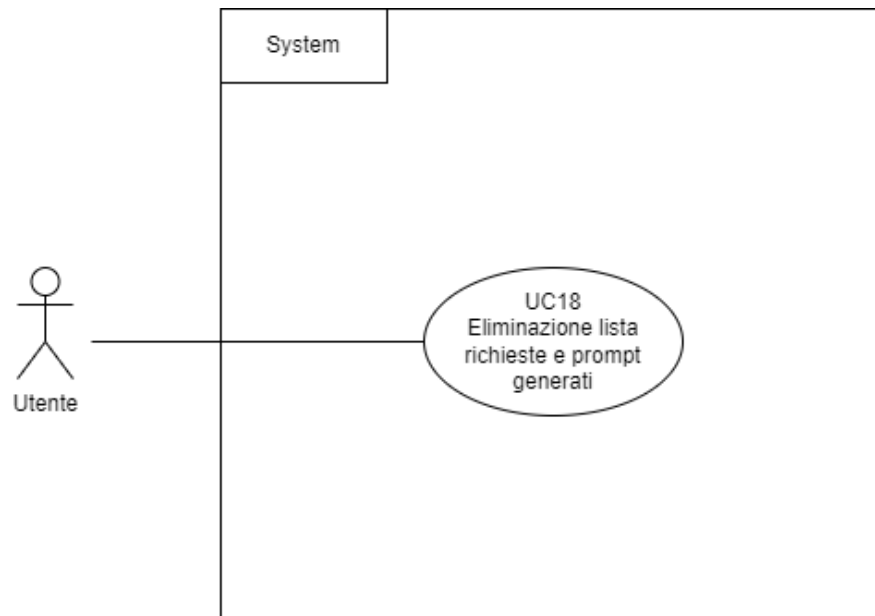 System
UC18
Eliminazione lista
richieste e prompt
generati
Utente